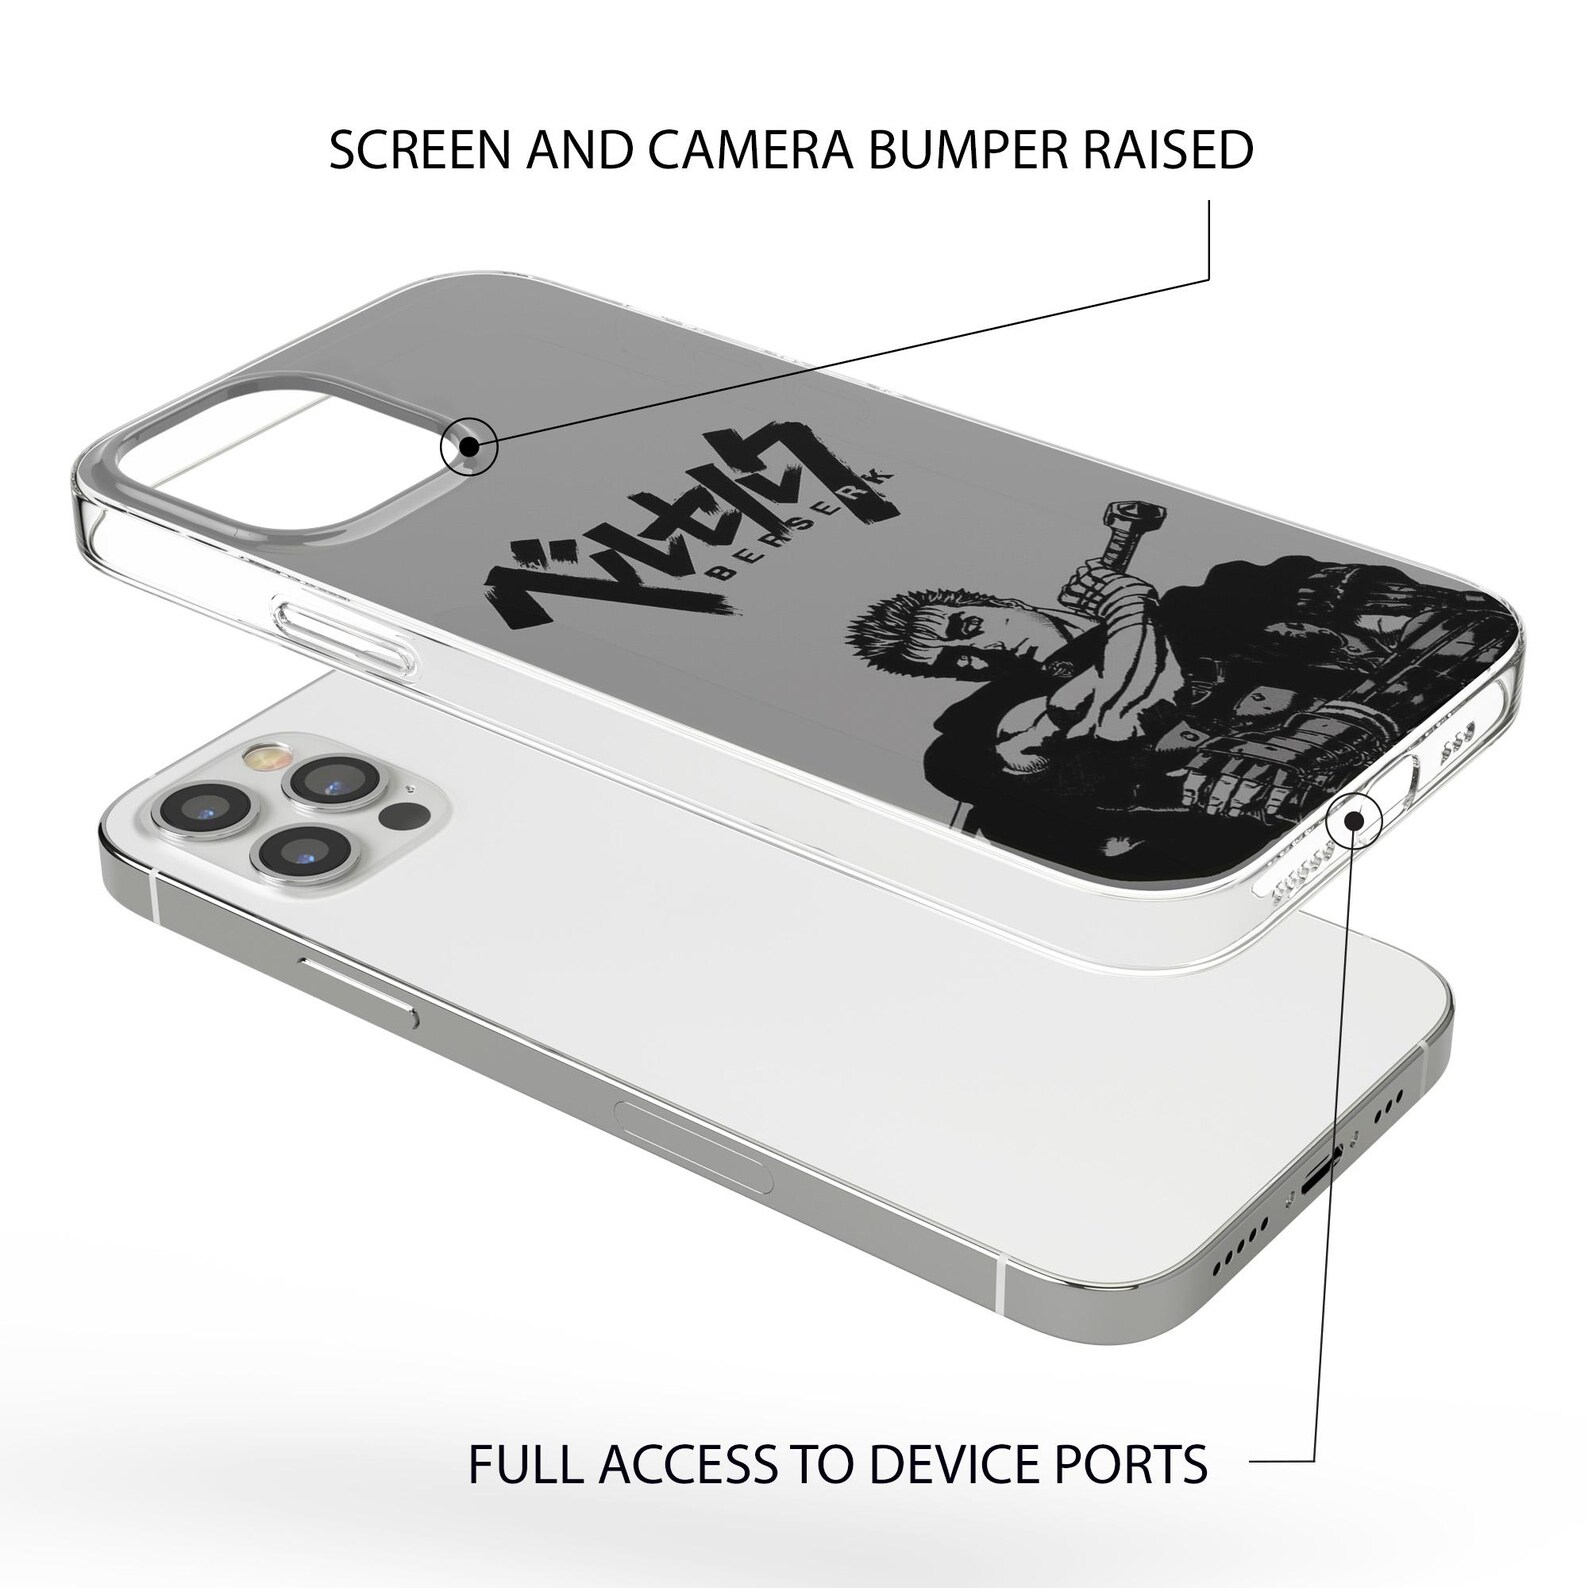 SCREEN AND CAMERA BUMPER RAISED
ベルセルク
BERSERK
FULL ACCESS TO DEVICE PORTS